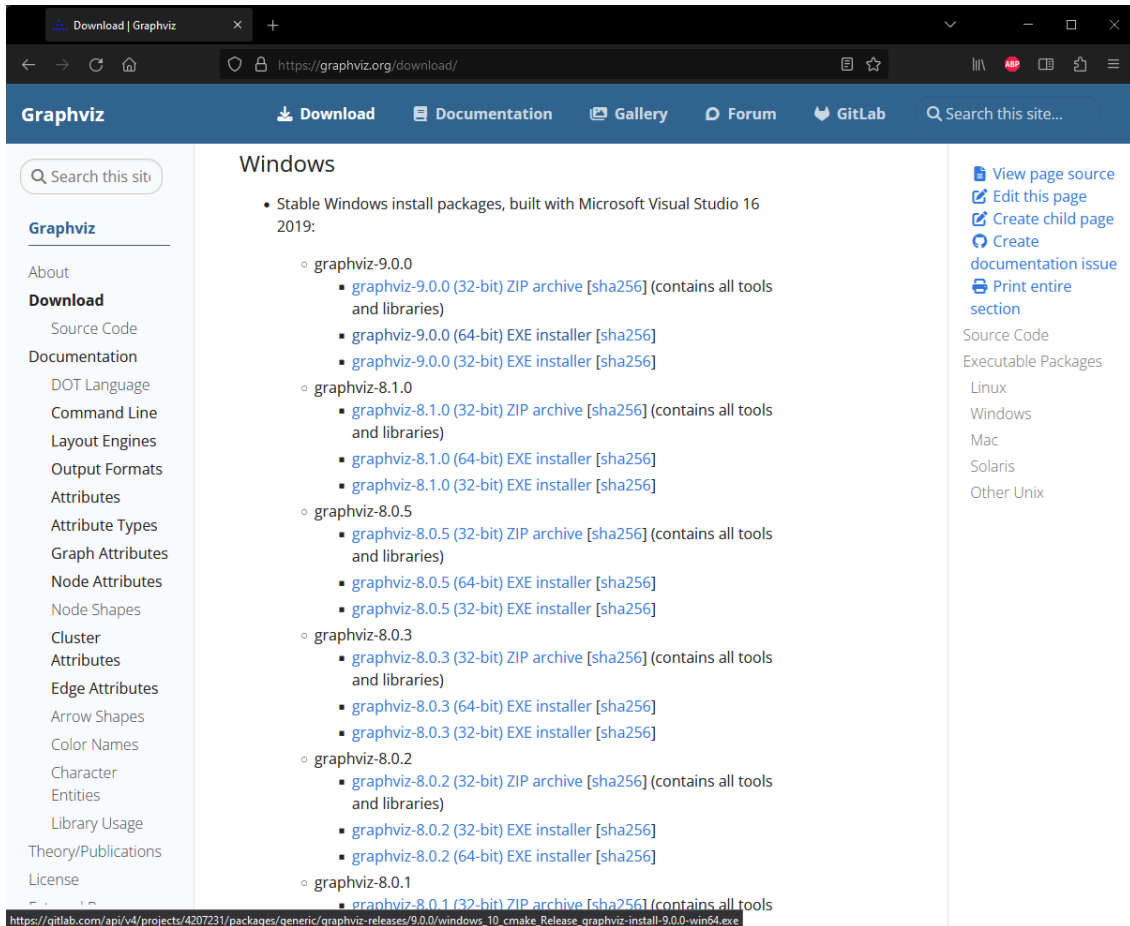 Download | Graphviz
https://graphviz.org/download/
ABP
Graphviz
Download
Documentation
Gallery
Forum
GitLab
Search this site...
Search this sit
Graphviz
About
Download
Source Code
Documentation
DOT Language
Command Line
Layout Engines
Output Formats
Attributes
Attribute Types
Graph Attributes
Node Attributes
Node Shapes
Cluster
Attributes
Edge Attributes
Arrow Shapes
Color Names
Character
Entities
Library Usage
Theory/Publications
License
Windows
• Stable Windows install packages, built with Microsoft Visual Studio 16
2019:
◦ graphviz-9.0.0
▪ graphviz-9.0.0 (32-bit) ZIP archive [sha256] (contains all tools
and libraries)
▪ graphviz-9.0.0 (64-bit) EXE installer [sha256]
▪ graphviz-9.0.0 (32-bit) EXE installer [sha256]
◦ graphviz-8.1.0
▪ graphviz-8.1.0 (32-bit) ZIP archive [sha256] (contains all tools
and libraries)
▪ graphviz-8.1.0 (64-bit) EXE installer [sha256]
▪ graphviz-8.1.0 (32-bit) EXE installer [sha256]
◦ graphviz-8.0.5
▪ graphviz-8.0.5 (32-bit) ZIP archive [sha256] (contains all tools
and libraries)
▪ graphviz-8.0.5 (64-bit) EXE installer [sha256]
▪ graphviz-8.0.5 (32-bit) EXE installer [sha256]
◦ graphviz-8.0.3
▪ graphviz-8.0.3 (32-bit) ZIP archive [sha256] (contains all tools
and libraries)
▪ graphviz-8.0.3 (64-bit) EXE installer [sha256]
▪ graphviz-8.0.3 (32-bit) EXE installer [sha256]
◦ graphviz-8.0.2
▪ graphviz-8.0.2 (32-bit) ZIP archive [sha256] (contains all tools
and libraries)
▪ graphviz-8.0.2 (32-bit) EXE installer [sha256]
▪ graphviz-8.0.2 (64-bit) EXE installer [sha256]
◦ graphviz-8.0.1
▪ graphviz-8.0.1 (32-bit) ZIP archive [sha256] (contains all tools
View page source
Edit this page
Create child page
Create
documentation issue
Print entire
section
Source Code
Executable Packages
Linux
Windows
Mac
Solaris
Other Unix
https://gitlab.com/api/v4/projects/4207231/packages/generic/graphviz-releases/9.0.0/windows_10_cmake_Release_graphviz-install-9.0.0-win64.exe